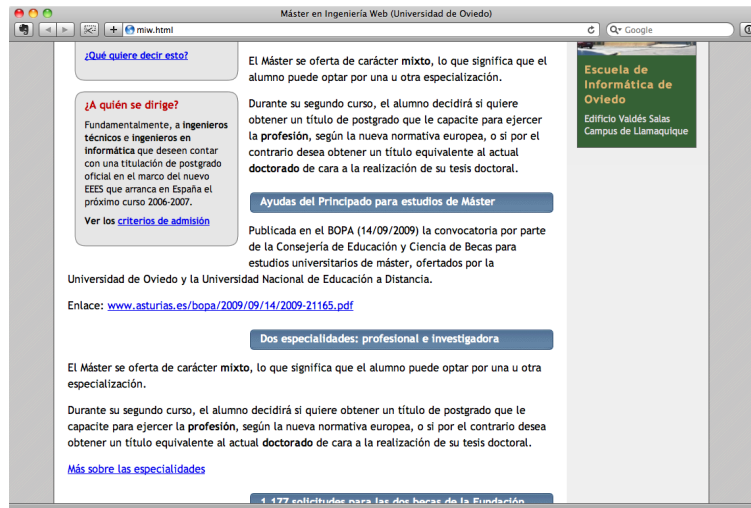 Máster en Ingeniería Web (Universidad de Oviedo)
miw.html
Google
¿Qué quiere decir esto?
¿A quién se dirige?
Fundamentalmente, a ingenieros
técnicos e ingenieros en
informática que deseen contar
con una titulación de postgrado
oficial en el marco del nuevo
EEES que arranca en España el
próximo curso 2006-2007.
Ver los criterios de admisión
El Máster se oferta de carácter mixto, lo que significa que el
alumno puede optar por una u otra especialización.
Durante su segundo curso, el alumno decidirá si quiere
obtener un título de postgrado que le capacite para ejercer
la profesión, según la nueva normativa europea, o si por el
contrario desea obtener un título equivalente al actual
doctorado de cara a la realización de su tesis doctoral.
Ayudas del Principado para estudios de Máster
Publicada en el BOPA (14/09/2009) la convocatoria por parte
de la Consejería de Educación y Ciencia de Becas para
estudios universitarios de máster, ofertados por la
Universidad de Oviedo y la Universidad Nacional de Educación a Distancia.
Enlace: www.asturias.es/bopa/2009/09/14/2009-21165.pdf
Dos especialidades: profesional e investigadora
El Máster se oferta de carácter mixto, lo que significa que el alumno puede optar por una u otra
especialización.
Durante su segundo curso, el alumno decidirá si quiere obtener un título de postgrado que le
capacite para ejercer la profesión, según la nueva normativa europea, o si por el contrario desea
obtener un título equivalente al actual doctorado de cara a la realización de su tesis doctoral.
Más sobre las especialidades
1.177 solicitudes para las dos becas de la Fundación
Escuela de
Informática de
Oviedo
Edificio Valdés Salas
Campus de Llamaquique